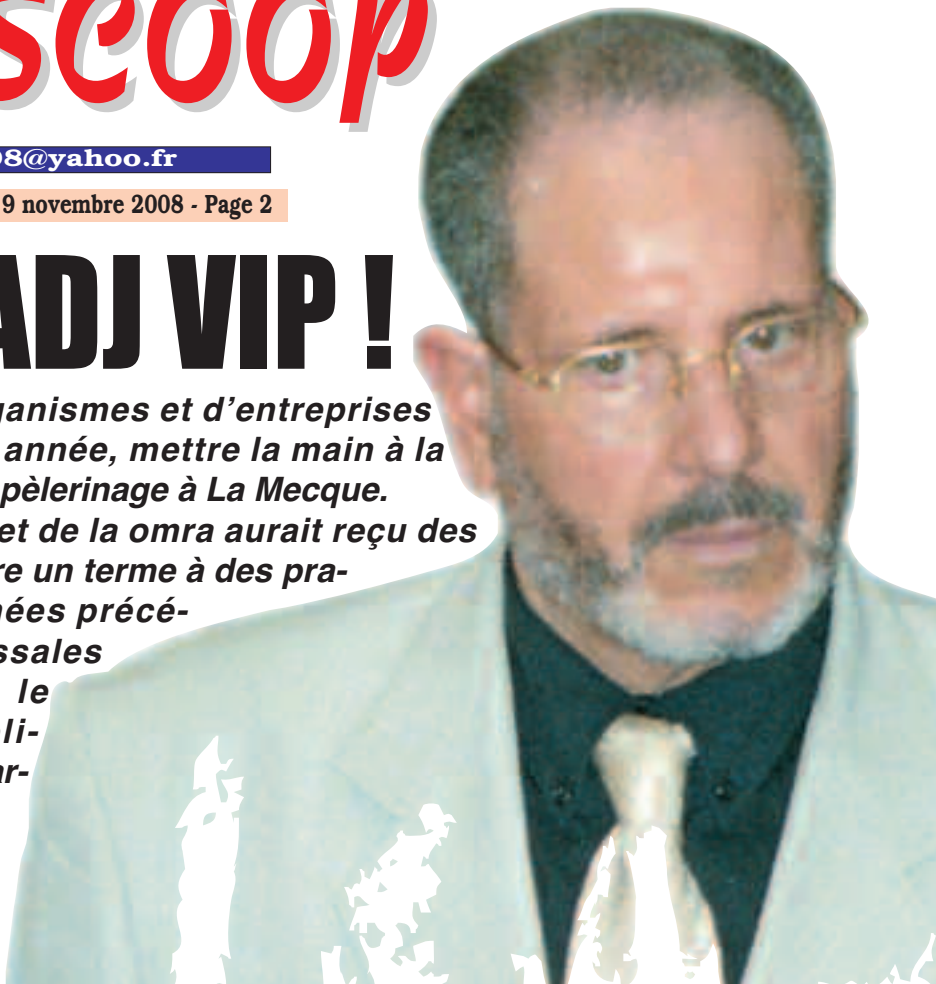 scoop
08@yahoo.fr
9 novembre 2008 - Page 2
ADJ VIP !
ganismes et d'entreprises
année, mettre la main à la
pèlerinage à La Mecque.
et de la omra aurait reçu des
re un terme à des pra-
nées précé-
ssales
le
li-
ar-